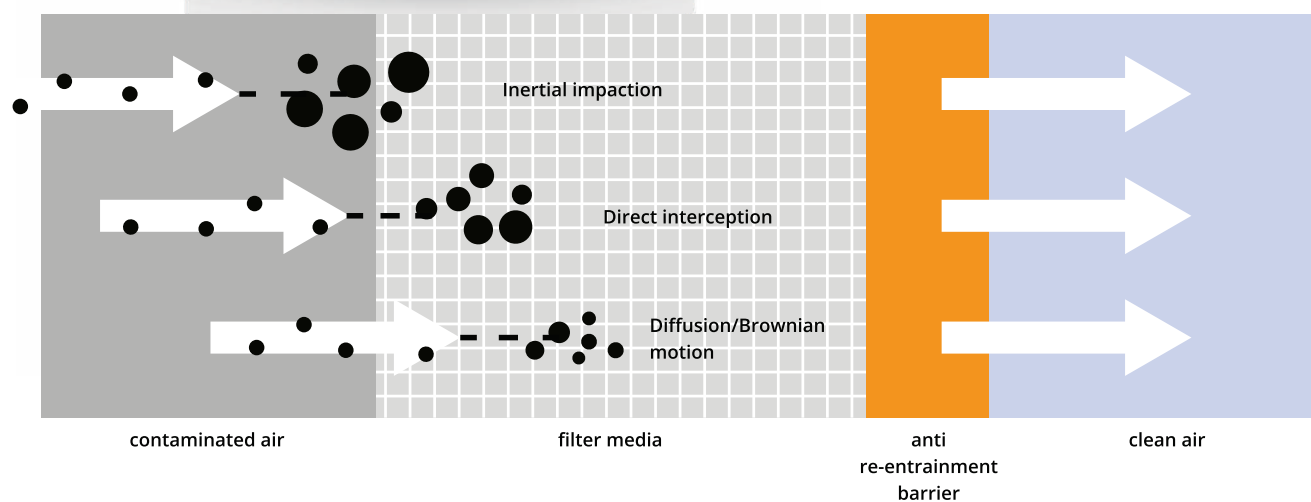 Inertial impaction
Direct interception
Diffusion/Brownian
motion
contaminated air
filter media
anti
re-entrainment
barrier
clean air